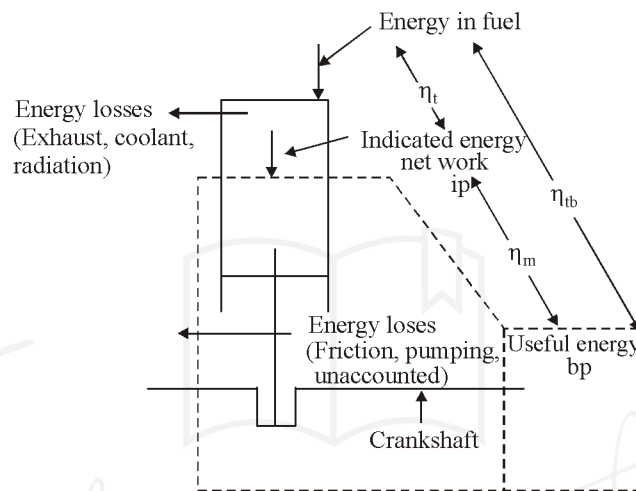 Energy in fuel
η_t
Energy losses
(Exhaust, coolant,
radiation)
Indicated energy
net work
ip
η_tb
η_m
Energy loses
(Friction, pumping,
unaccounted)
Useful energy
bp
Crankshaft